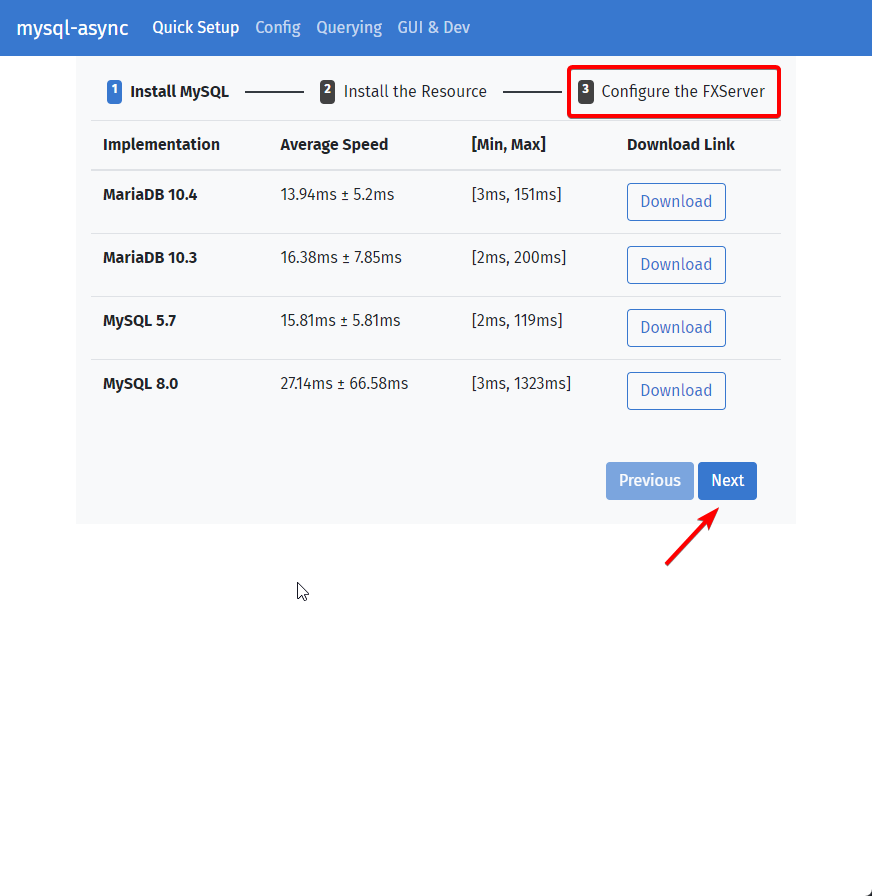 mysql-async Quick Setup Config Querying GUI & Dev
1 Install MySQL 2 Install the Resource 3 Configure the FXServer
Implementation Average Speed [Min, Max] Download Link
MariaDB 10.4 13.94ms ± 5.2ms [3ms, 151ms] Download
MariaDB 10.3 16.38ms ± 7.85ms [2ms, 200ms] Download
MySQL 5.7 15.81ms ± 5.81ms [2ms, 119ms] Download
MySQL 8.0 27.14ms ± 66.58ms [3ms, 1323ms] Download
Previous Next